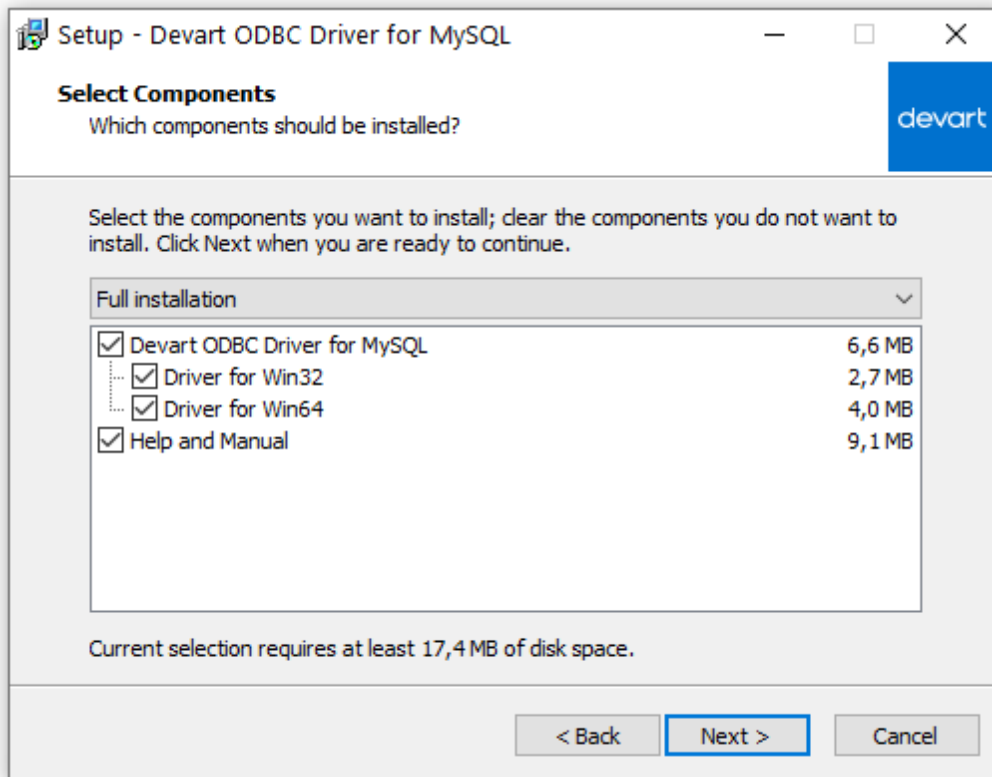 Setup - Devart ODBC Driver for MySQL
Select Components
Which components should be installed?
devart
Select the components you want to install; clear the components you do not want to
install. Click Next when you are ready to continue.
Full installation
Devart ODBC Driver for MySQL 6,6 MB
Driver for Win32 2,7 MB
Driver for Win64 4,0 MB
Help and Manual 9,1 MB
Current selection requires at least 17,4 MB of disk space.
< Back Next > Cancel